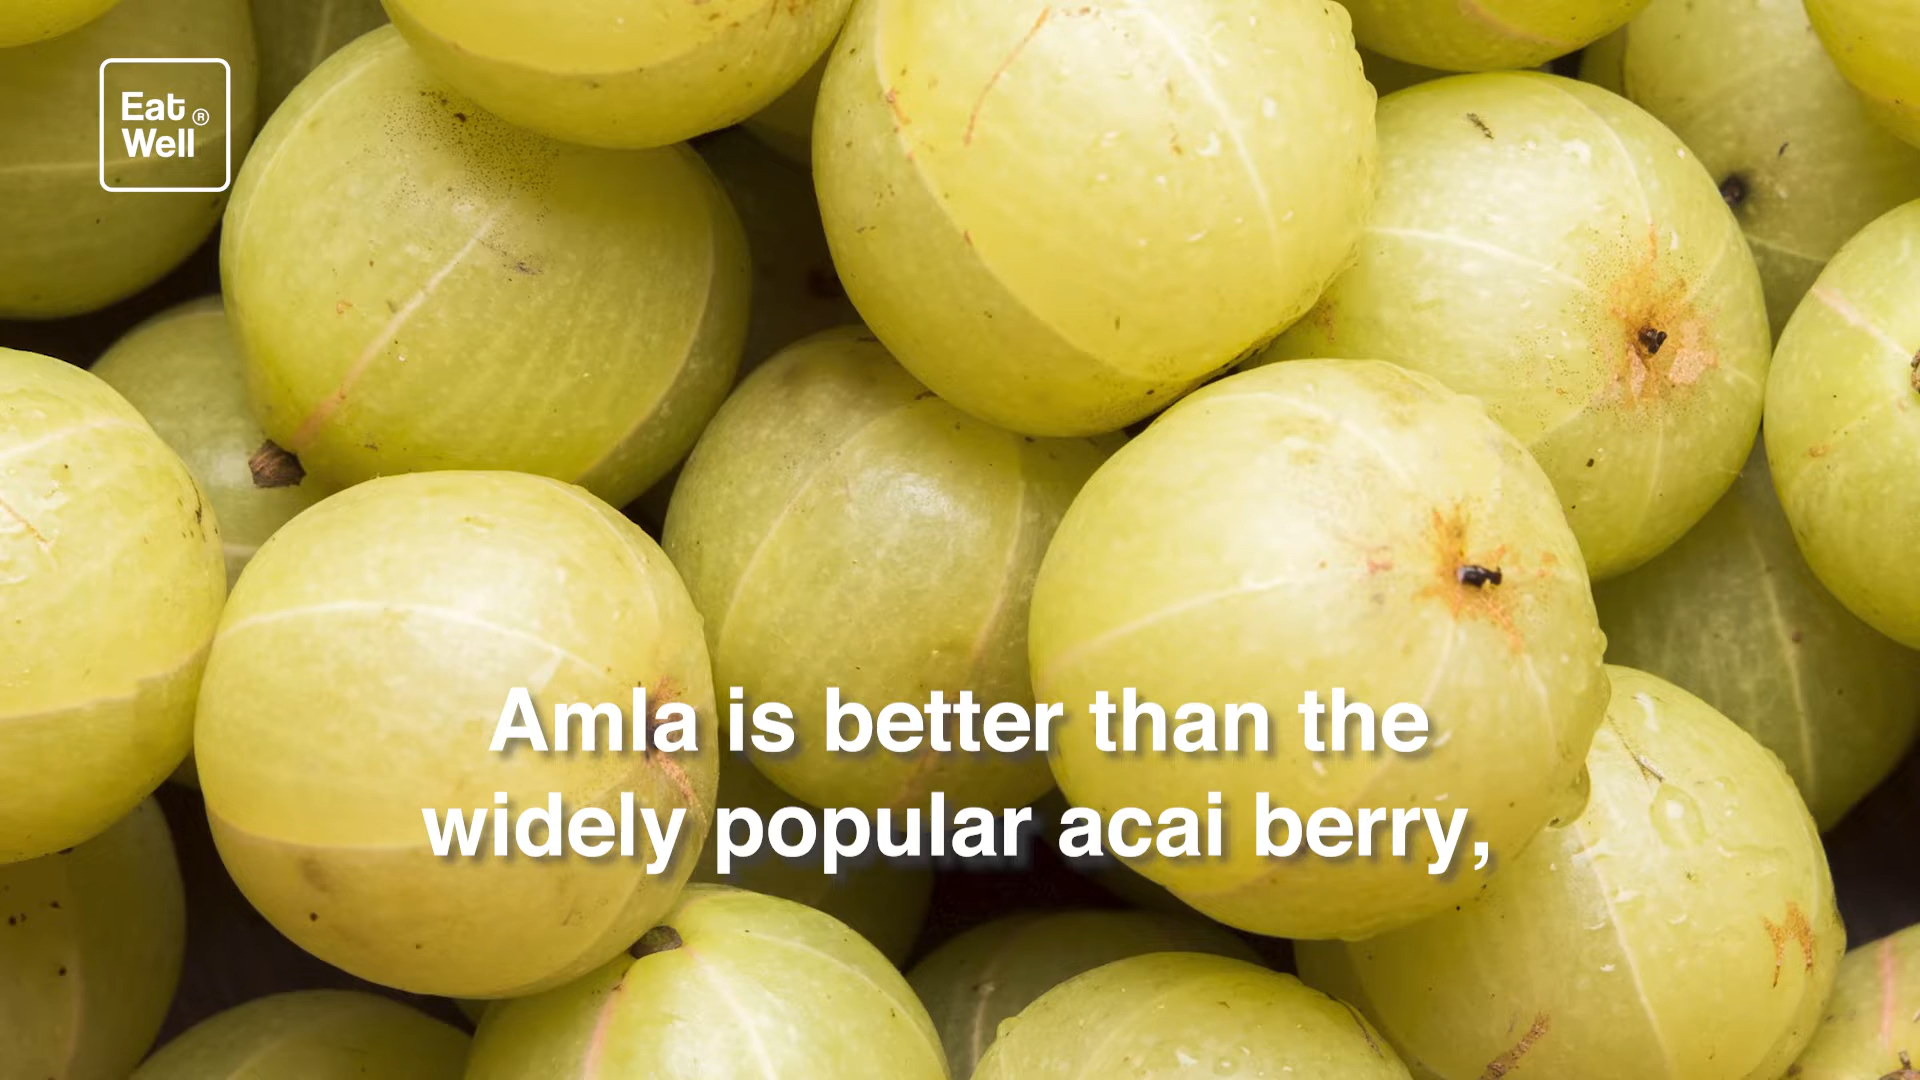 Eat ®
Well
Amla is better than the
widely popular acai berry,